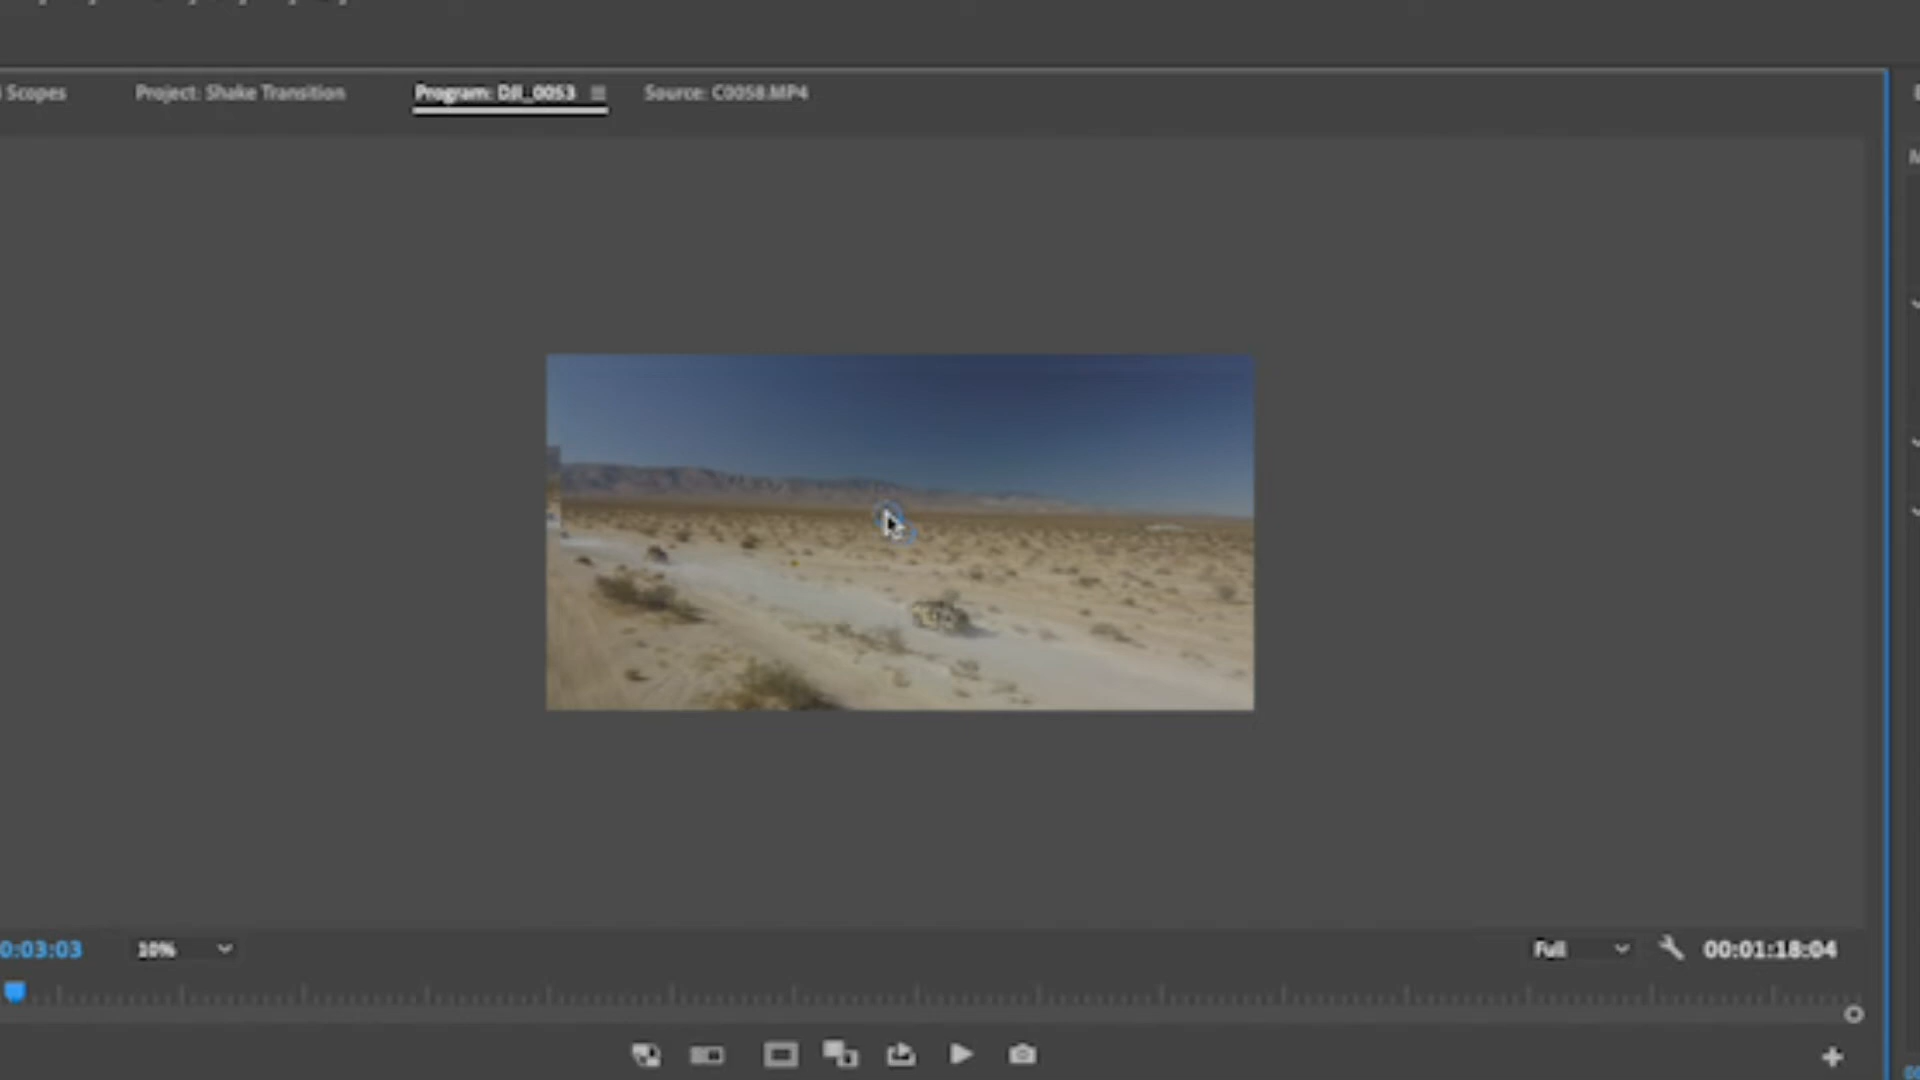 Scopes
Project: Shake Transition
Program: DJI_0053
Source: C0058.MP4
0:03:03
10%
Full
00:01:18:04